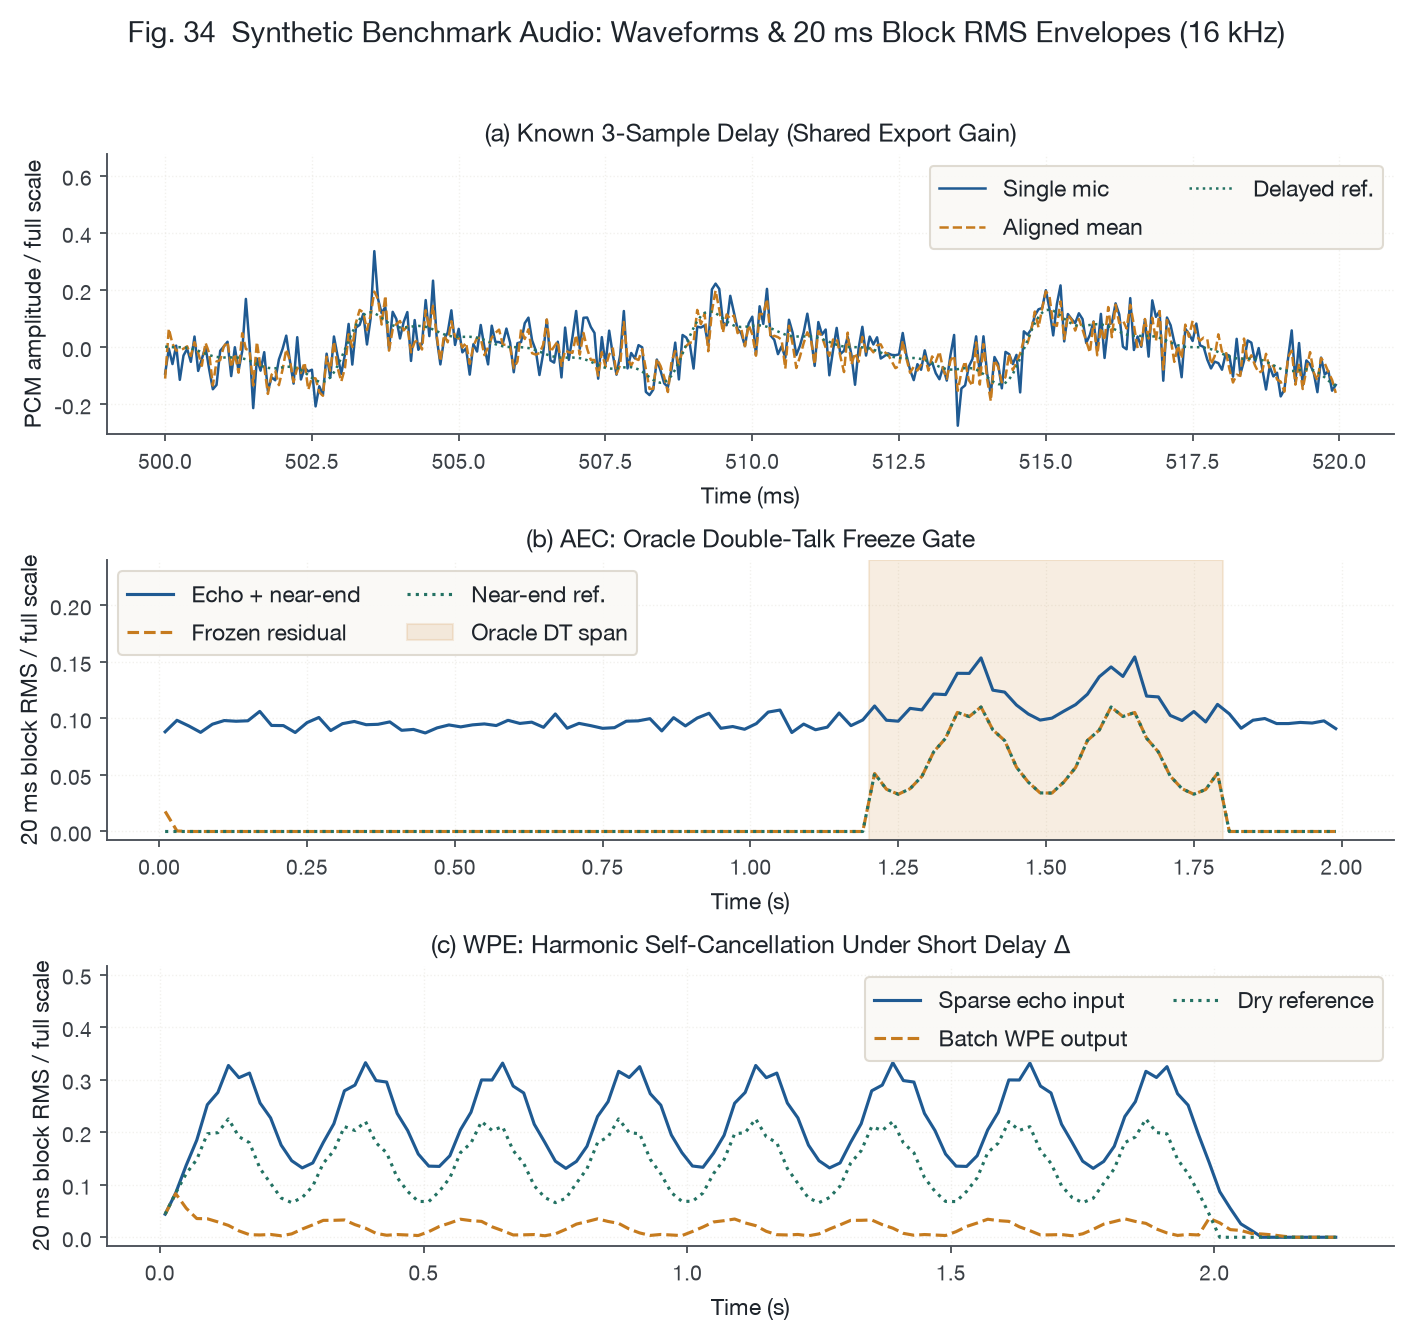 Fig. 34  Synthetic Benchmark Audio: Waveforms & 20 ms Block RMS Envelopes (16 kHz)
(a) Known 3-Sample Delay (Shared Export Gain)
PCM amplitude / full scale
0.6
0.4
0.2
0.0
-0.2
Single mic
Aligned mean
Delayed ref.
500.0 502.5 505.0 507.5 510.0 512.5 515.0 517.5 520.0
Time (ms)
(b) AEC: Oracle Double-Talk Freeze Gate
20 ms block RMS / full scale
0.20
0.15
0.10
0.05
0.00
Echo + near-end
Frozen residual
Near-end ref.
Oracle DT span
0.00 0.25 0.50 0.75 1.00 1.25 1.50 1.75 2.00
Time (s)
(c) WPE: Harmonic Self-Cancellation Under Short Delay Δ
20 ms block RMS / full scale
0.5
0.4
0.3
0.2
0.1
0.0
Sparse echo input
Batch WPE output
Dry reference
0.0 0.5 1.0 1.5 2.0
Time (s)